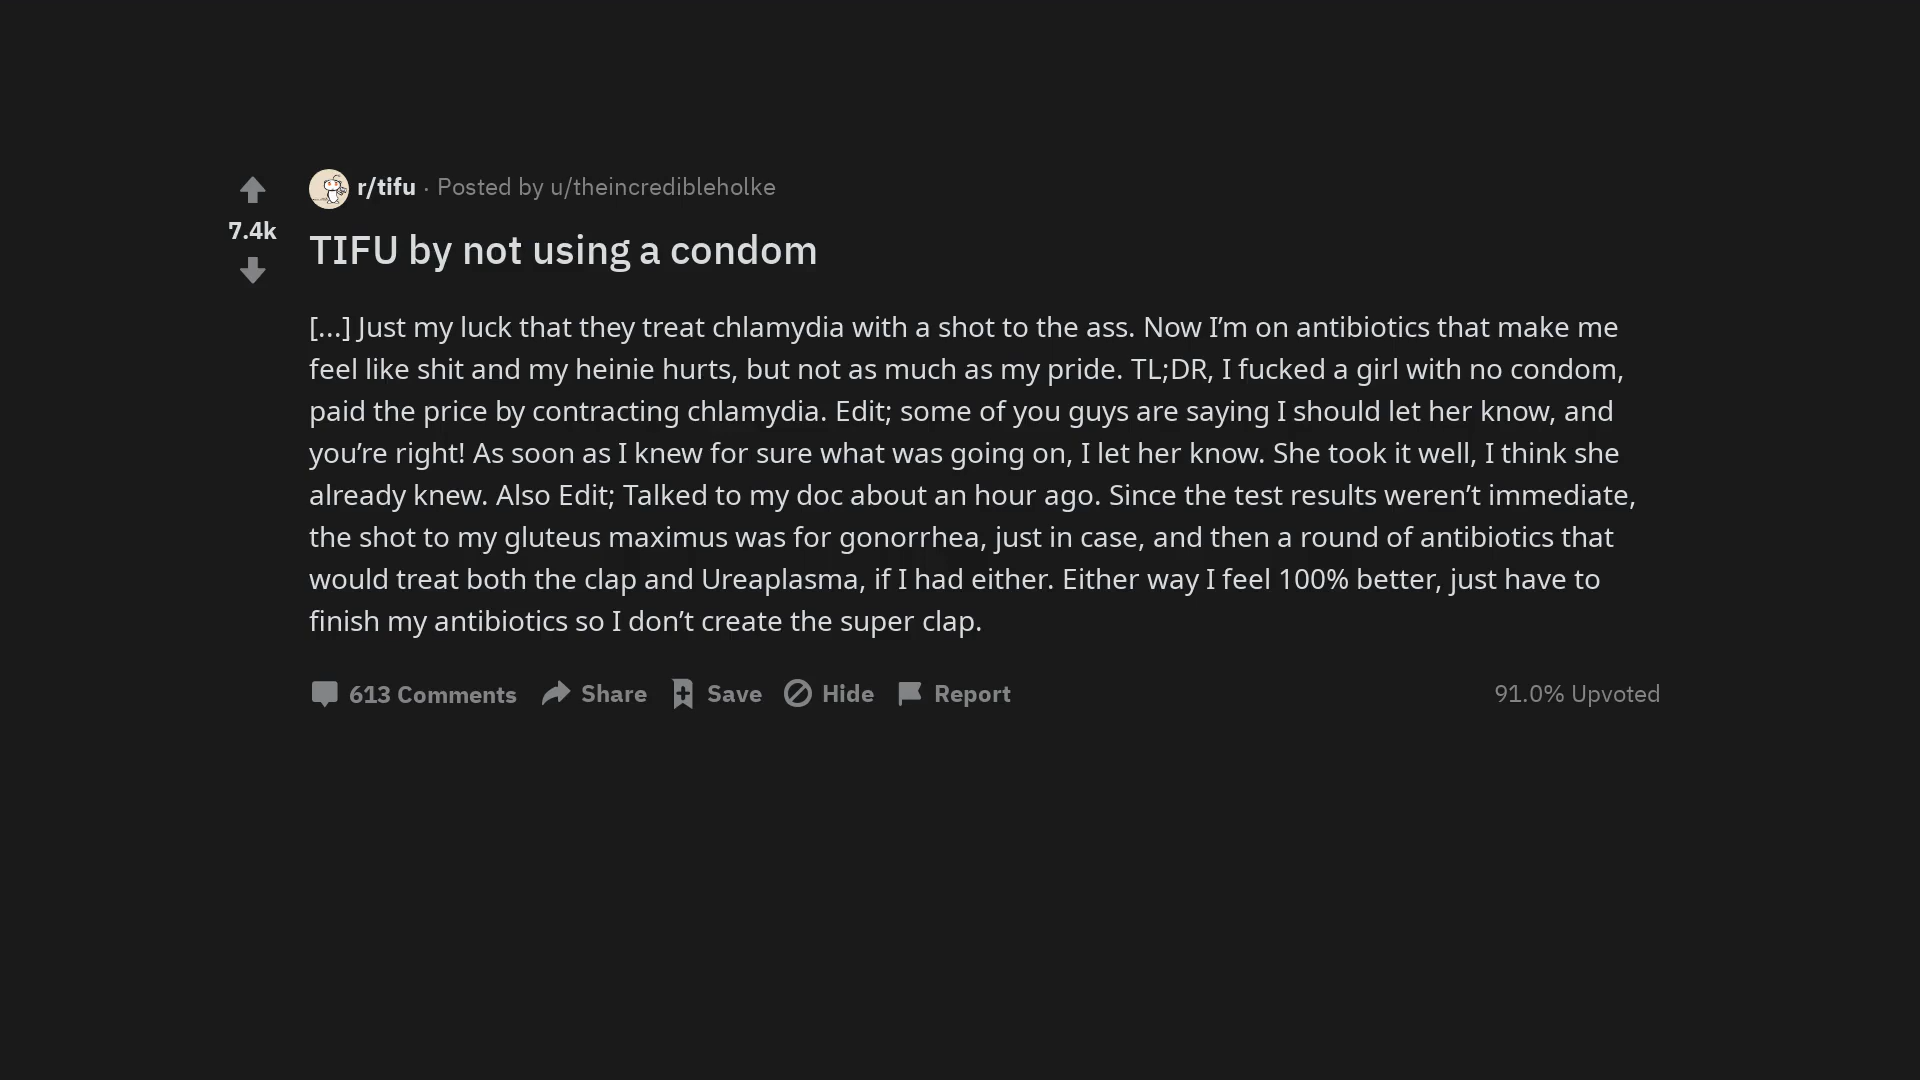 r/tifu · Posted by u/theincredibleholke
7.4k
TIFU by not using a condom
[...] Just my luck that they treat chlamydia with a shot to the ass. Now I’m on antibiotics that make me
feel like shit and my heinie hurts, but not as much as my pride. TL;DR, I fucked a girl with no condom,
paid the price by contracting chlamydia. Edit; some of you guys are saying I should let her know, and
you’re right! As soon as I knew for sure what was going on, I let her know. She took it well, I think she
already knew. Also Edit; Talked to my doc about an hour ago. Since the test results weren’t immediate,
the shot to my gluteus maximus was for gonorrhea, just in case, and then a round of antibiotics that
would treat both the clap and Ureaplasma, if I had either. Either way I feel 100% better, just have to
finish my antibiotics so I don’t create the super clap.
613 Comments Share Save Hide Report 91.0% Upvoted